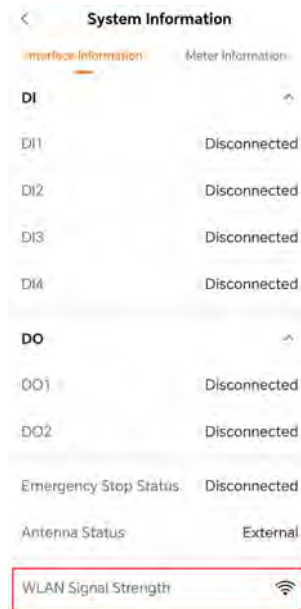 System Information
Interface Information Meter Information
DI
DI1 Disconnected
DI2 Disconnected
DI3 Disconnected
DI4 Disconnected
DO
DO1 Disconnected
DO2 Disconnected
Emergency Stop Status Disconnected
Antenna Status External
WLAN Signal Strength